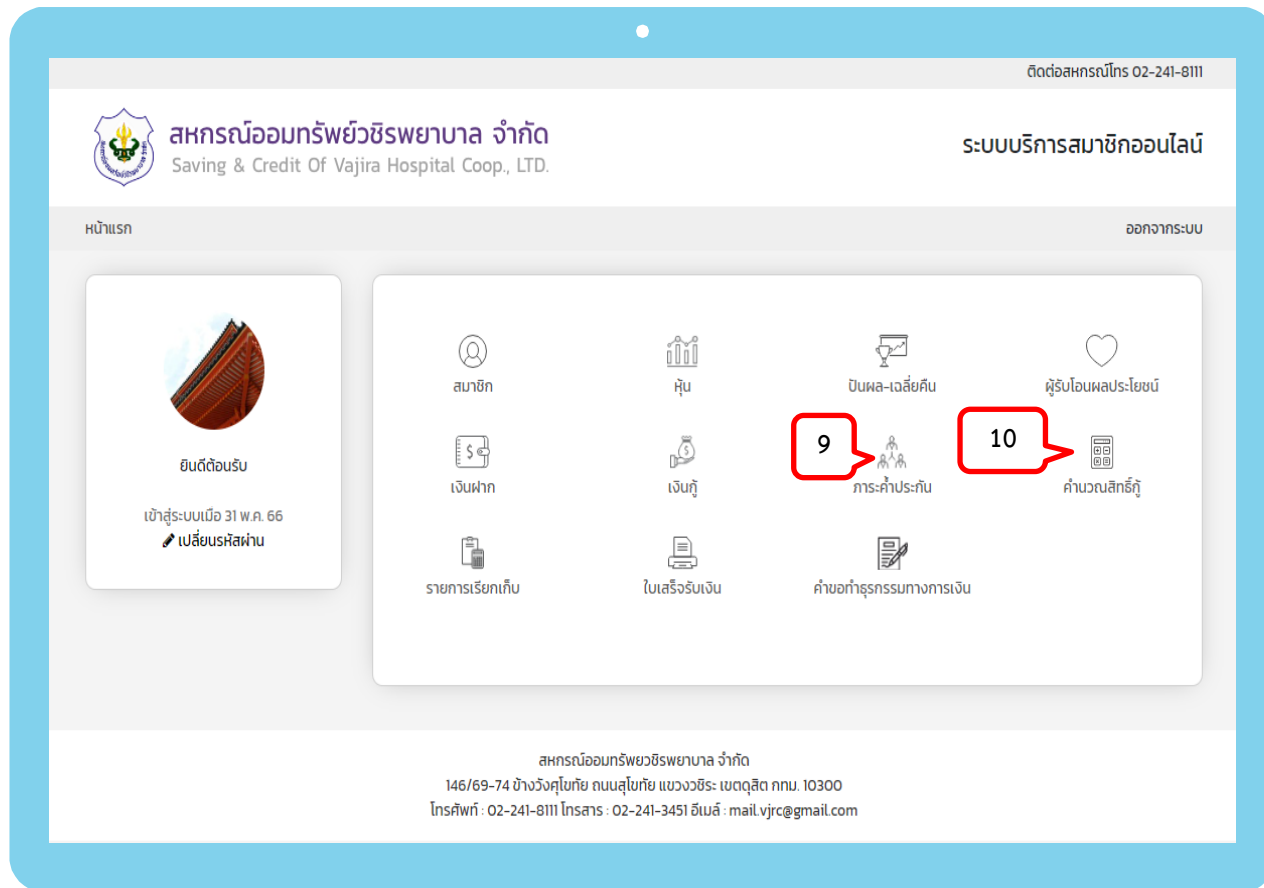 ติดต่อสหกรณ์โทร 02-241-8111
สหกรณ์ออมทรัพย์วชิรพยาบาล จำกัด
Saving & Credit Of Vajira Hospital Coop., LTD.
ระบบบริการสมาชิกออนไลน์
หน้าแรก
ออกจากระบบ
ยินดีต้อนรับ
เข้าสู่ระบบเมื่อ 31 พ.ค. 66
เปลี่ยนรหัสผ่าน
สมาชิก
หุ้น
ปันผล-เฉลี่ยคืน
ผู้รับโอนผลประโยชน์
9
10
เงินฝาก
เงินกู้
ภาระค้ำประกัน
คำนวณสิทธิ์กู้
รายการเรียกเก็บ
ใบเสร็จรับเงิน
คำขอทำธุรกรรมทางการเงิน
สหกรณ์ออมทรัพยวชิรพยาบาล จำกัด
146/69-74 ข้างวังศุโขทัย ถนนสุโขทัย แขวงวชิระ เขตดุสิต กทม. 10300
โทรศัพท์ : 02-241-8111 โทรสาร : 02-241-3451 อีเมล์ : mail.vjrc@gmail.com